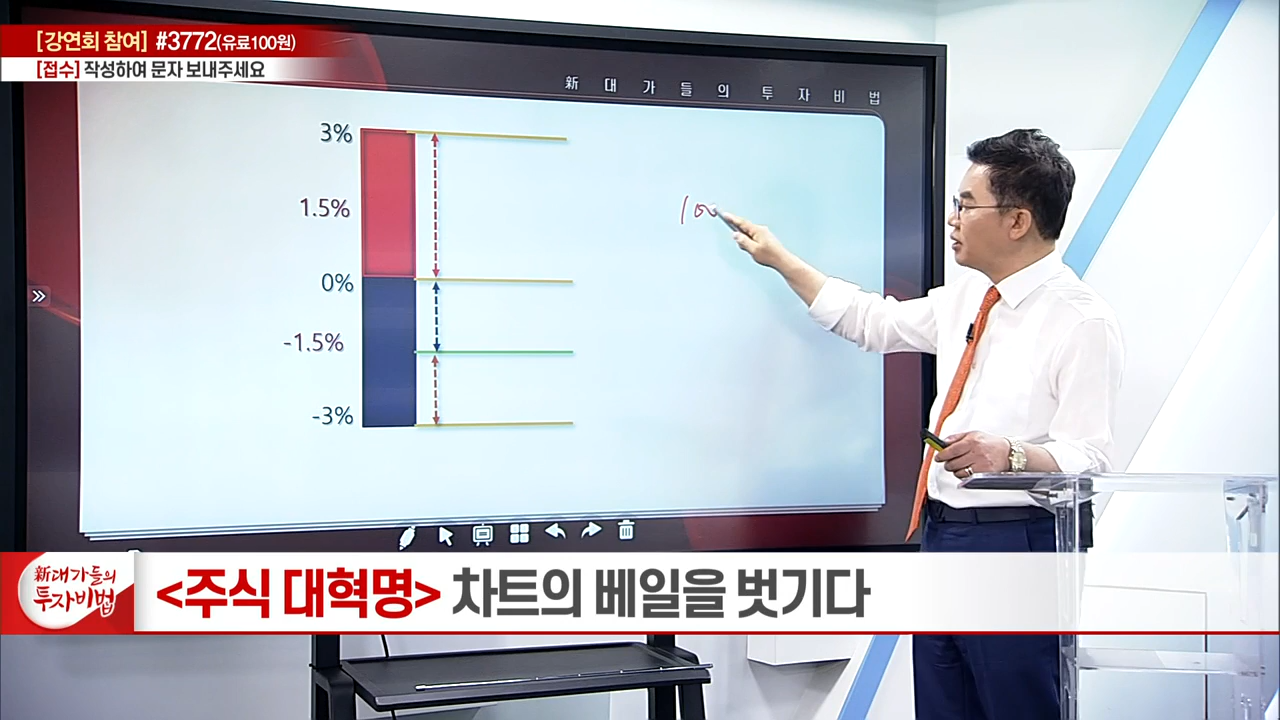 [강연회 참여] #3772(유료100원)
[접수] 작성하여 문자 보내주세요
新 대가들의 투자비법
3%
1.5%
0%
-1.5%
-3%
100
新대가들의
투자비법
<주식 대혁명> 차트의 베일을 벗기다